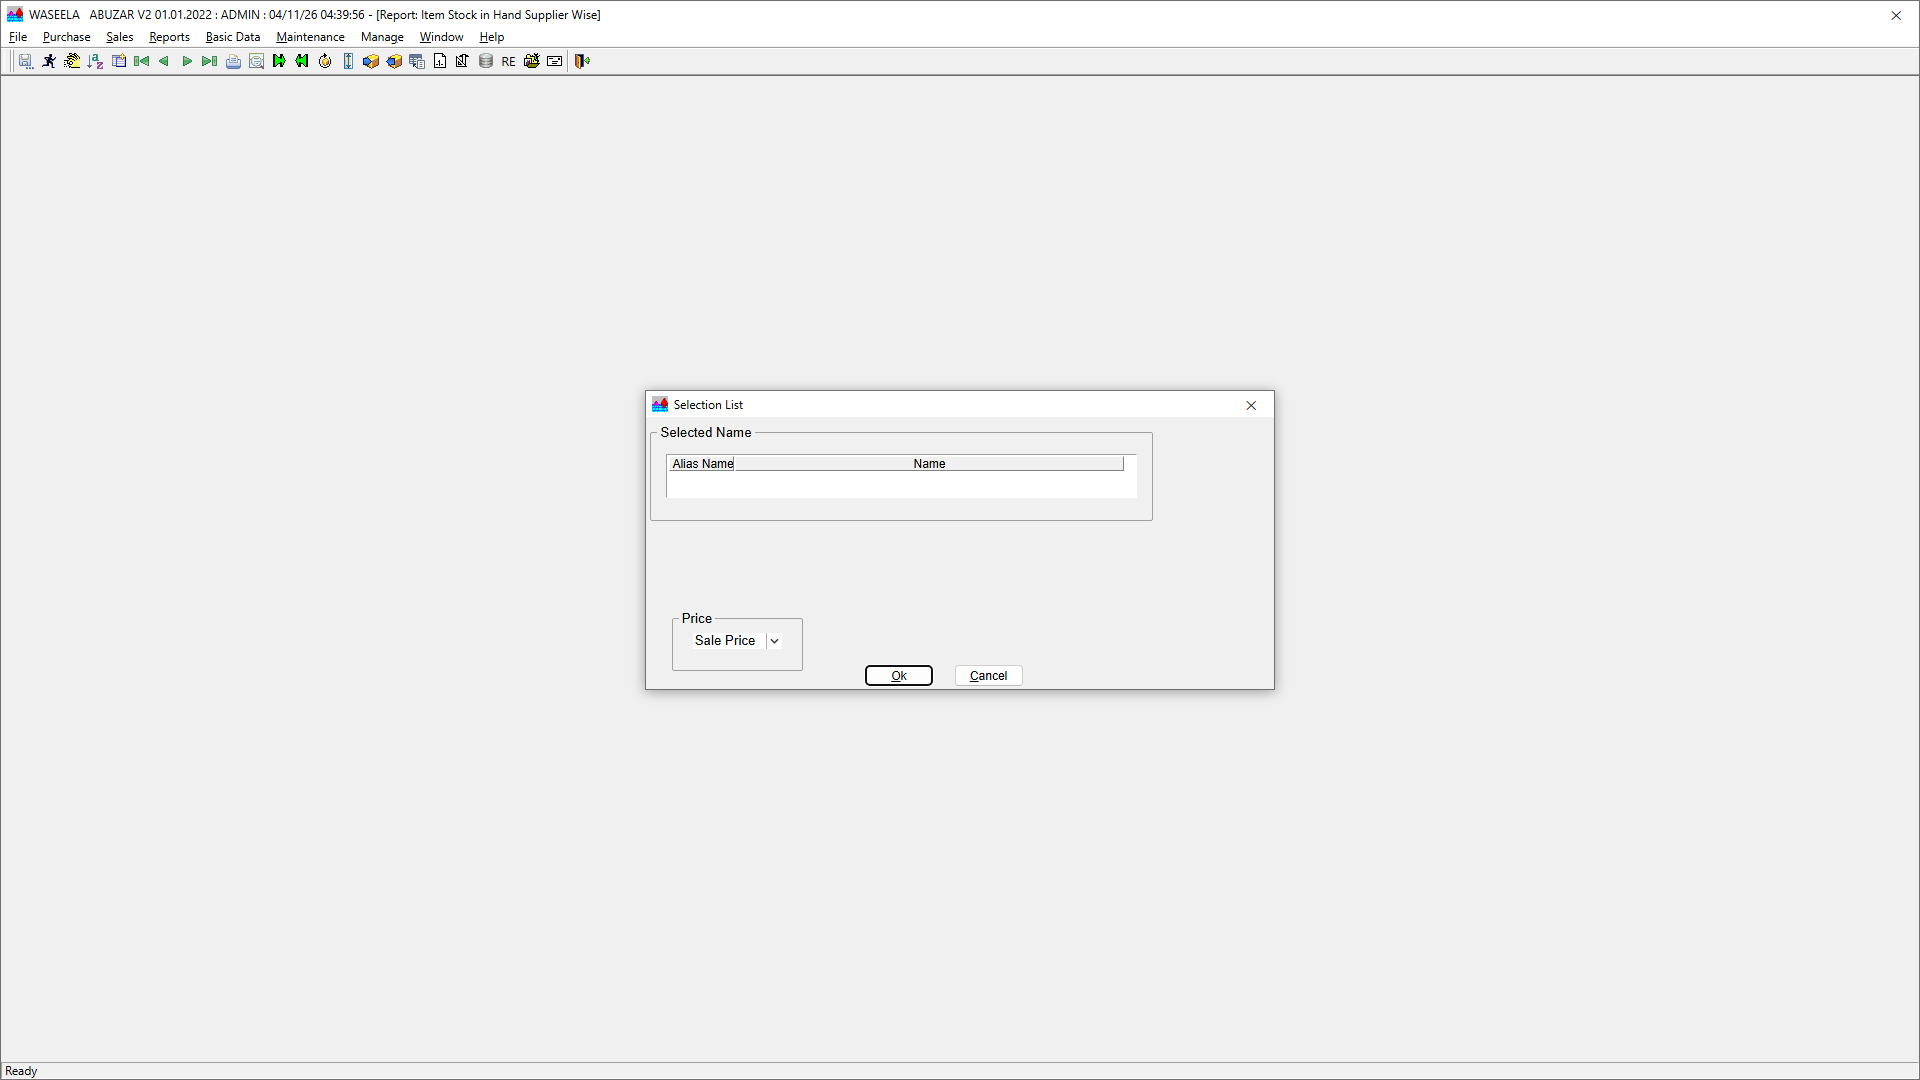 WASEELA   ABUZAR V2 01.01.2022 : ADMIN : 04/11/26 04:39:56 - [Report: Item Stock in Hand Supplier Wise]
File Purchase Sales Reports Basic Data Maintenance Manage Window Help
RE
Selection List
Selected Name
Alias Name Name
Price
Sale Price
Ok Cancel
Ready